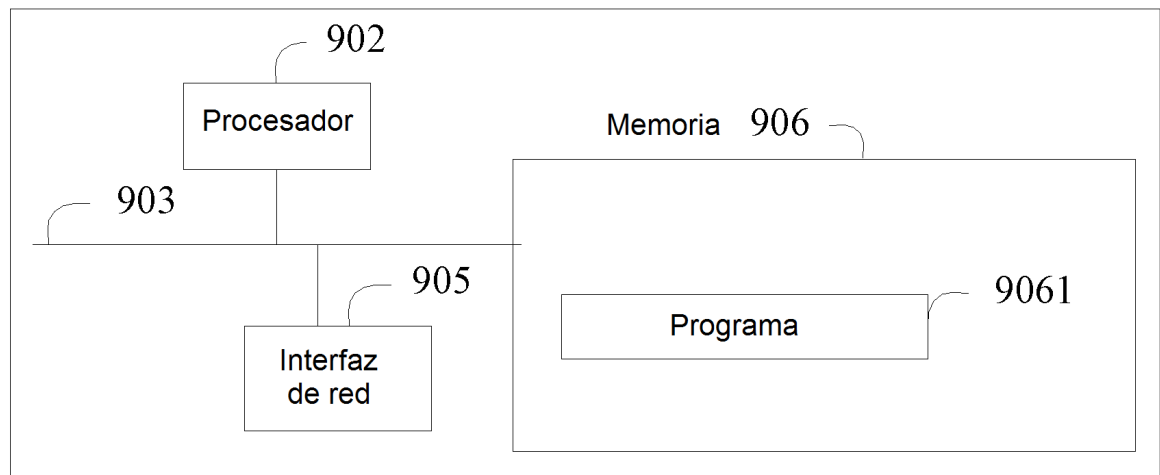 902
Procesador
Memoria 906
903
905
9061
Programa
Interfaz
de red